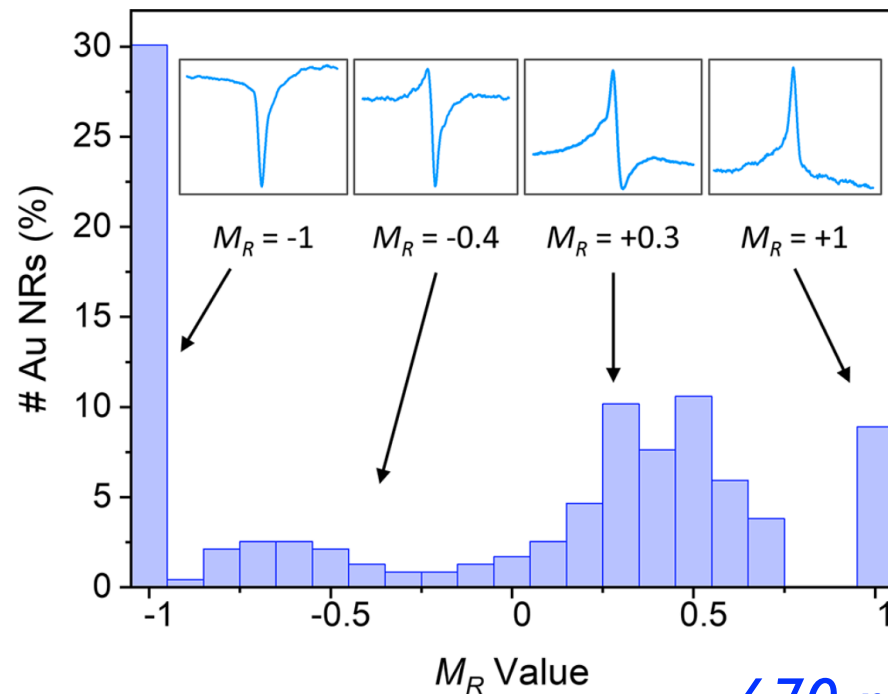 30
25
20
15
10
5
0
# Au NRs (%)
M_R = -1
M_R = -0.4
M_R = +0.3
M_R = +1
-1
-0.5
0
0.5
1
M_R Value
670